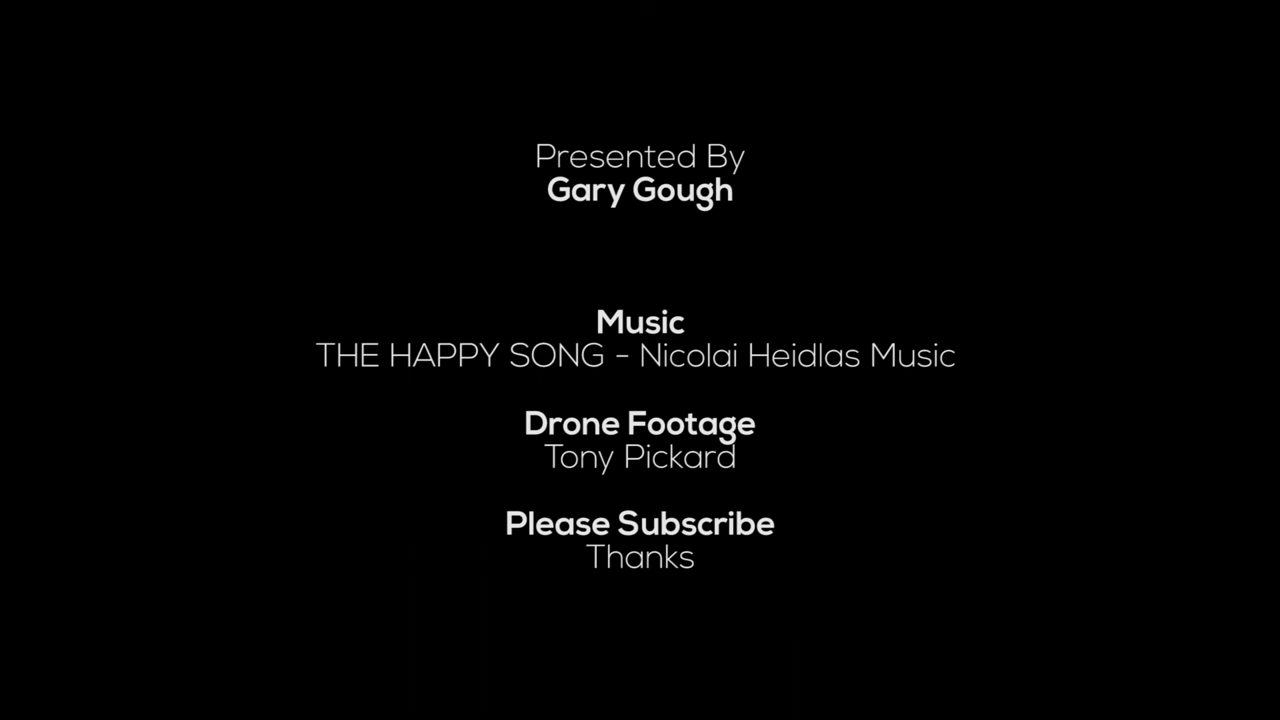 Presented By
Gary Gough
Music
THE HAPPY SONG - Nicolai Heidlas Music
Drone Footage
Tony Pickard
Please Subscribe
Thanks